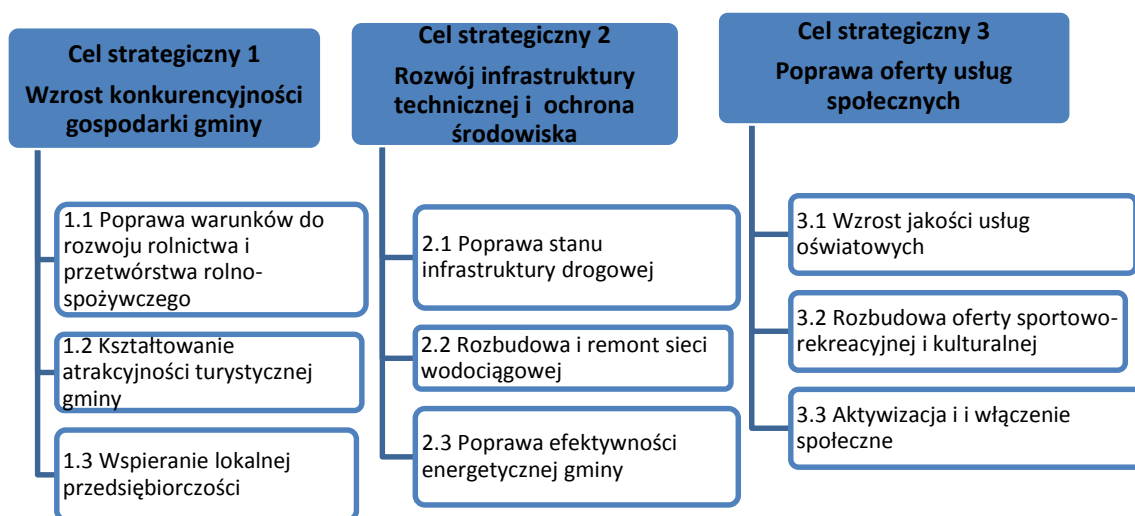 Cel strategiczny 1
Wzrost konkurencyjności
gospodarki gminy
1.1 Poprawa warunków do
rozwoju rolnictwa i
przetwórstwa rolno-
spożywczego
1.2 Kształtowanie
atrakcyjności turystycznej
gminy
1.3 Wspieranie lokalnej
przedsiębiorczości
Cel strategiczny 2
Rozwój infrastruktury
technicznej i ochrona
środowiska
2.1 Poprawa stanu
infrastruktury drogowej
2.2 Rozbudowa i remont sieci
wodociągowej
2.3 Poprawa efektywności
energetycznej gminy
Cel strategiczny 3
Poprawa oferty usług
społecznych
3.1 Wzrost jakości usług
oświatowych
3.2 Rozbudowa oferty sportowo-
rekreacyjnej i kulturalnej
3.3 Aktywizacja i i włączenie
społeczne